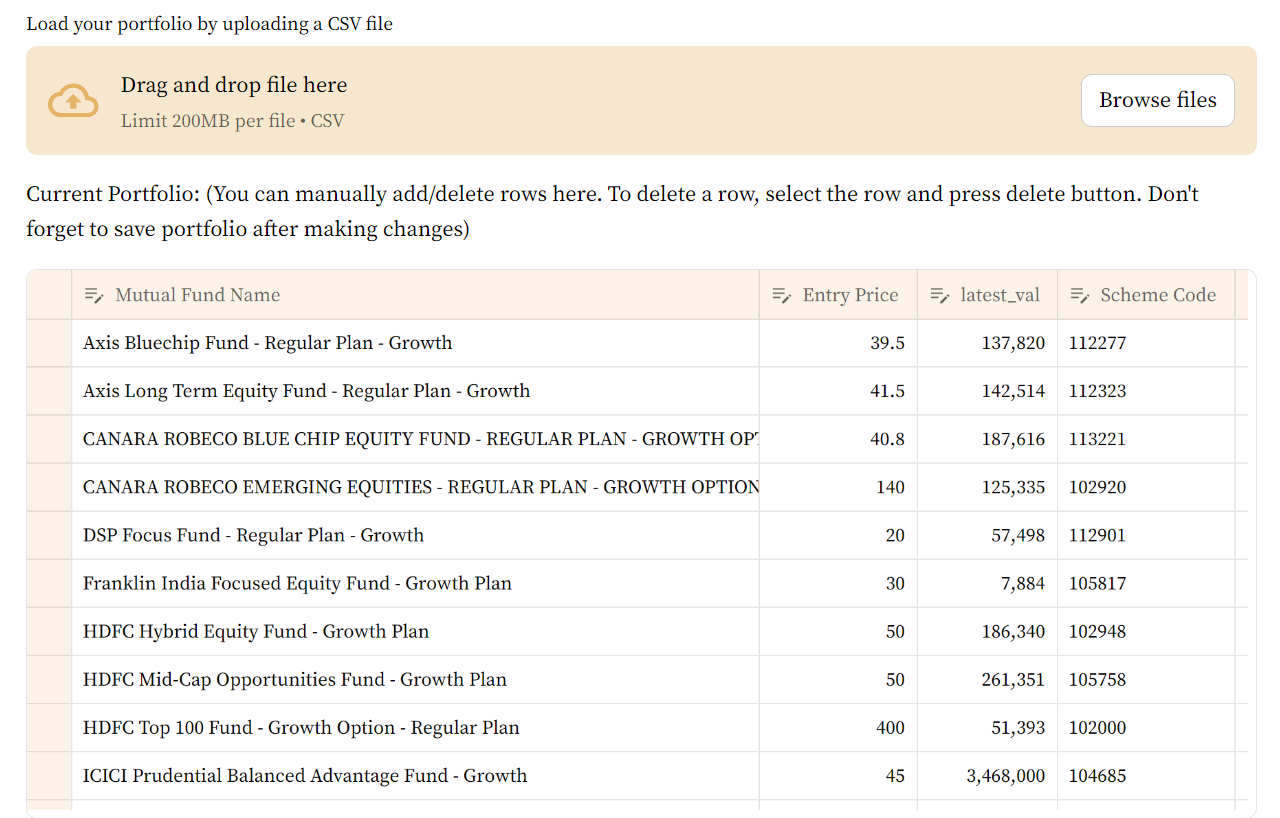 Load your portfolio by uploading a CSV file
Drag and drop file here
Limit 200MB per file • CSV
Browse files
Current Portfolio: (You can manually add/delete rows here. To delete a row, select the row and press delete button. Don't
forget to save portfolio after making changes)
Mutual Fund Name Entry Price latest_val Scheme Code
Axis Bluechip Fund - Regular Plan - Growth 39.5 137,820 112277
Axis Long Term Equity Fund - Regular Plan - Growth 41.5 142,514 112323
CANARA ROBECO BLUE CHIP EQUITY FUND - REGULAR PLAN - GROWTH OPT 40.8 187,616 113221
CANARA ROBECO EMERGING EQUITIES - REGULAR PLAN - GROWTH OPTION 140 125,335 102920
DSP Focus Fund - Regular Plan - Growth 20 57,498 112901
Franklin India Focused Equity Fund - Growth Plan 30 7,884 105817
HDFC Hybrid Equity Fund - Growth Plan 50 186,340 102948
HDFC Mid-Cap Opportunities Fund - Growth Plan 50 261,351 105758
HDFC Top 100 Fund - Growth Option - Regular Plan 400 51,393 102000
ICICI Prudential Balanced Advantage Fund - Growth 45 3,468,000 104685